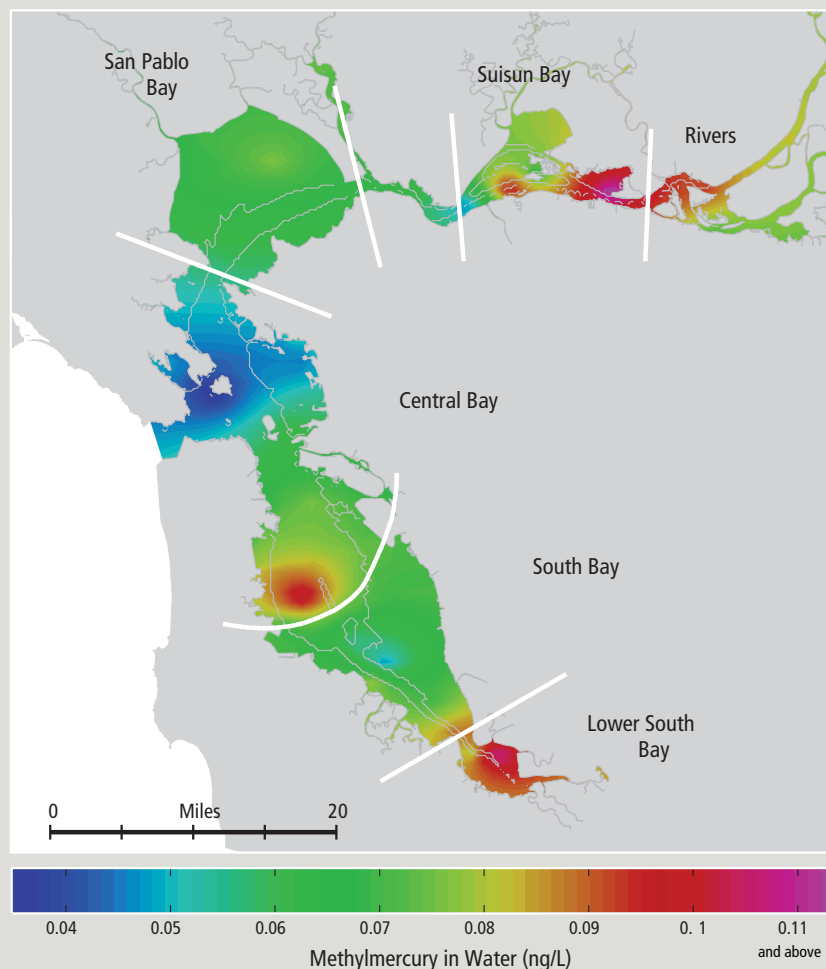 San Pablo
Bay
Suisun Bay
Rivers
Central Bay
South Bay
Lower South
Bay
0 Miles 20
0.04 0.05 0.06 0.07 0.08 0.09 0. 1 0.11
and above
Methylmercury in Water (ng/L)